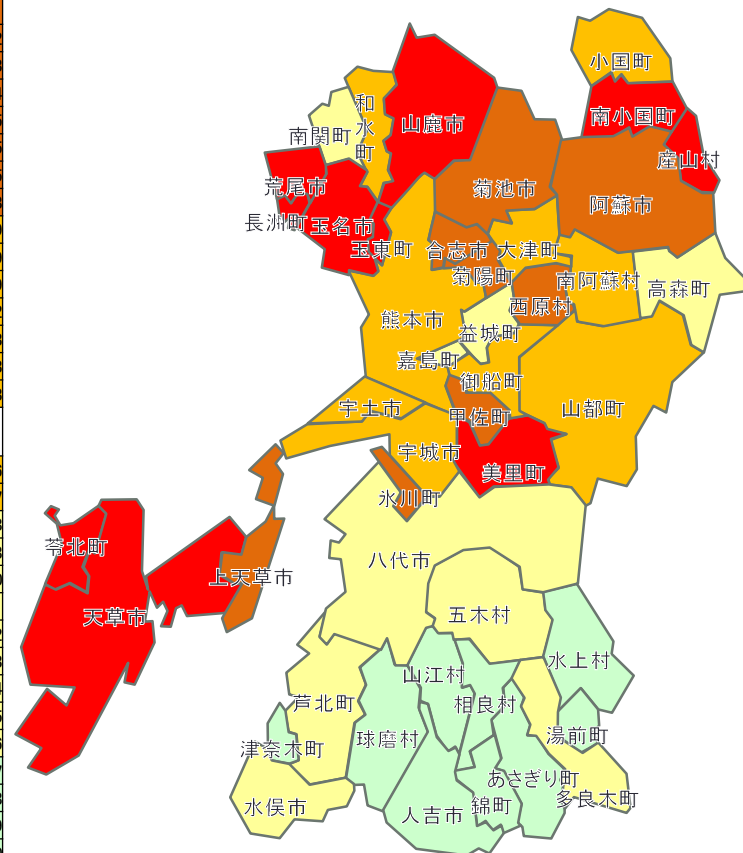 小国町
和水町
山鹿市
南小国町
南関町
産山村
荒尾市
菊池市
阿蘇市
長洲町
玉名市
玉東町
合志市
大津町
菊陽町
南阿蘇村
高森町
西原村
熊本市
益城町
嘉島町
御船町
宇土市
甲佐町
山都町
宇城市
美里町
氷川町
苓北町
八代市
上天草市
天草市
五木村
水上村
山江村
相良村
芦北町
球磨村
湯前町
津奈木町
あさぎり町
多良木町
水俣市
人吉市
錦町